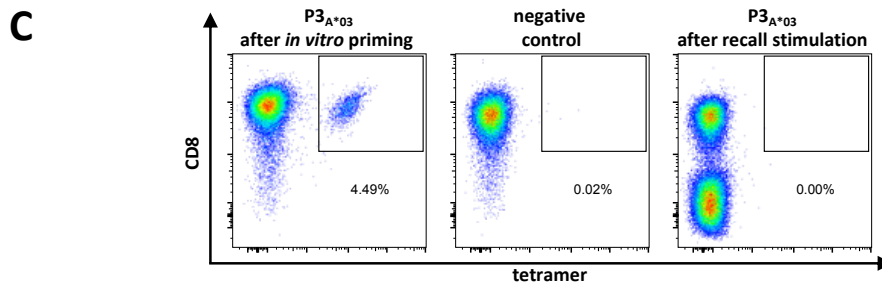 C
P3A*03
after in vitro priming
negative
control
P3A*03
after recall stimulation
CD8
4.49%
0.02%
0.00%
tetramer